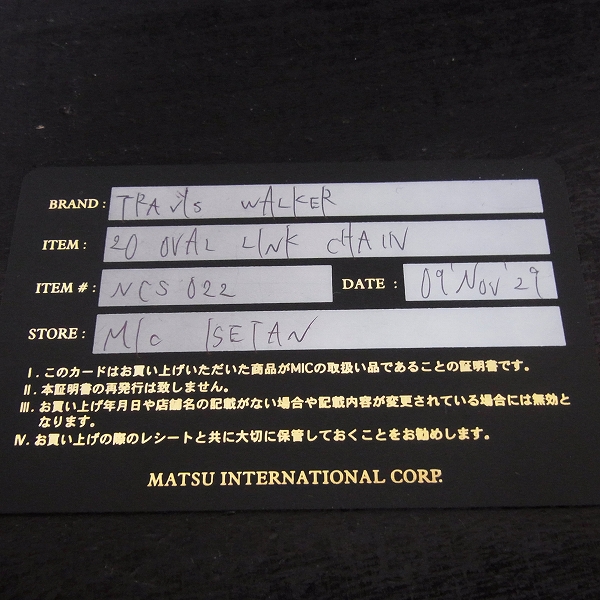 BRAND : TRAVIS WALKER
ITEM : 20 OVAL LINK CHAIN
ITEM # : NCS 022 DATE : 09' NOV '29
STORE : MIC ISETAN
I . このカードはお買い上げいただいた商品がMICの取扱い品であることの証明書です。
II . 本証明書の再発行は致しません。
III . お買い上げ年月日や店舗名の記載がない場合や記載内容が変更されている場合には無効と
なります。
IV . お買い上げの際のレシートと共に大切に保管しておくことをお勧めします。
MATSU INTERNATIONAL CORP.